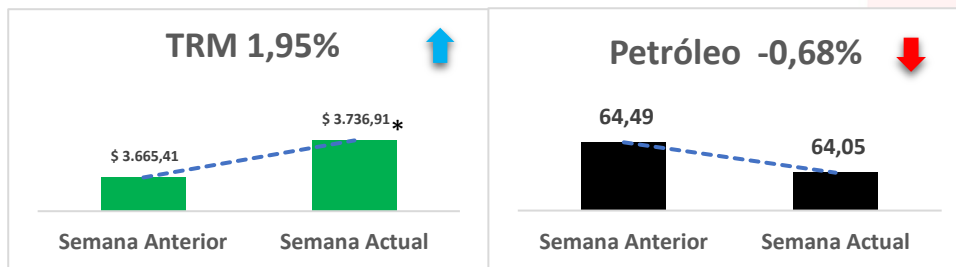 TRM 1,95%
$ 3.665,41
$ 3.736,91*
Semana Anterior
Semana Actual
Petróleo -0,68%
64,49
64,05
Semana Anterior
Semana Actual